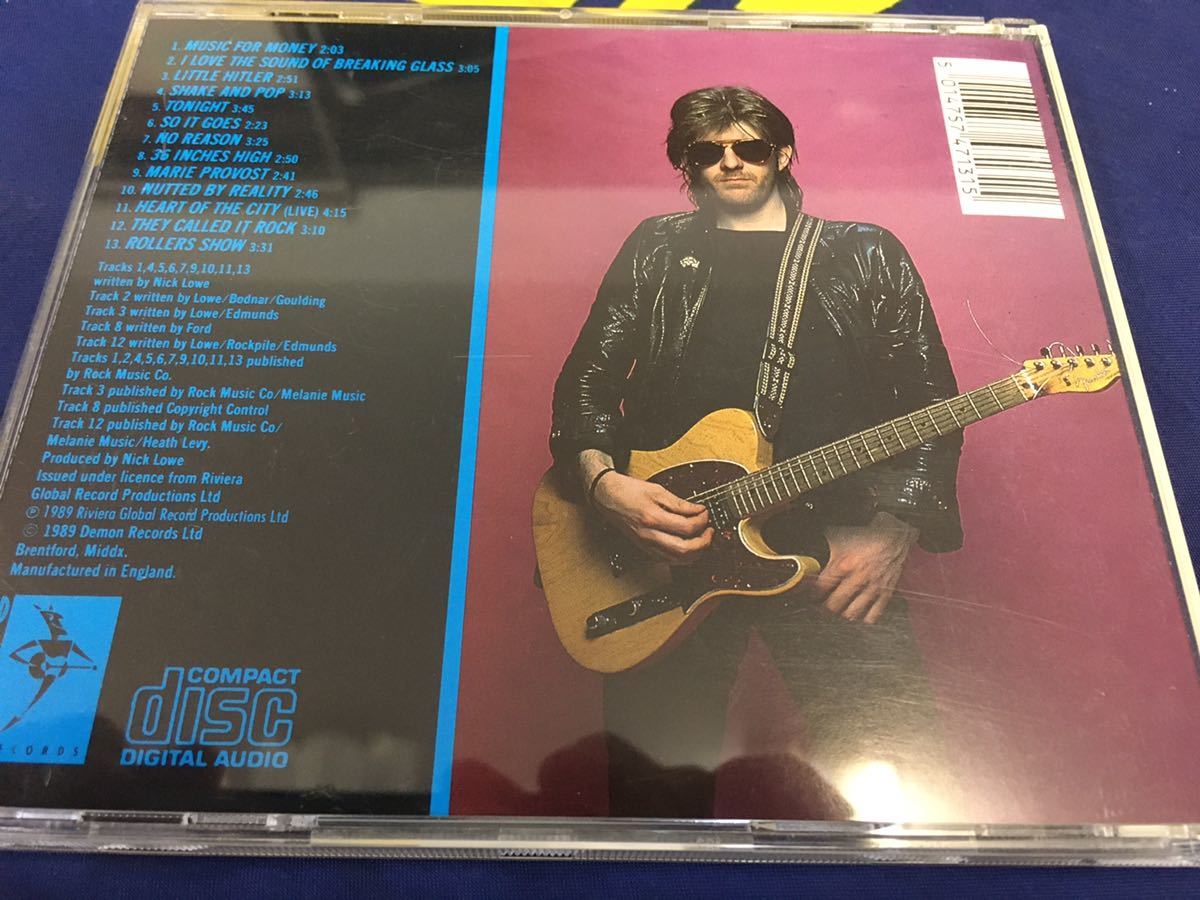 1. MUSIC FOR MONEY 2:03
2. I LOVE THE SOUND OF BREAKING GLASS 3:05
3. LITTLE HITLER 2:51
4. SHAKE AND POP 3:13
5. TONIGHT 3:45
6. SO IT GOES 2:23
7. NO REASON 3:25
8. 36 INCHES HIGH 2:50
9. MARIE PROVOST 2:41
10. NUTTED BY REALITY 2:46
11. HEART OF THE CITY (LIVE) 4:15
12. THEY CALLED IT ROCK 3:10
13. ROLLERS SHOW 3:31
Tracks 1,4,5,6,7,9,10,11,13
written by Nick Lowe
Track 2 written by Lowe/Bodnar/Goulding
Track 3 written by Lowe/Edmunds
Track 8 written by Ford
Track 12 written by Lowe/Rockpile/Edmunds
Tracks 1,2,4,5,6,7,9,10,11,13 published
by Rock Music Co.
Track 3 published by Rock Music Co/Melanie Music
Track 8 published Copyright Control
Track 12 published by Rock Music Co/
Melanie Music/Heath Levy.
Produced by Nick Lowe
Issued under licence from Riviera
Global Record Productions Ltd
℗ 1989 Riviera Global Record Productions Ltd
© 1989 Demon Records Ltd
Brentford, Middx.
Manufactured in England.
RECORDS
COMPACT
disc
DIGITAL AUDIO
5 014757 471315